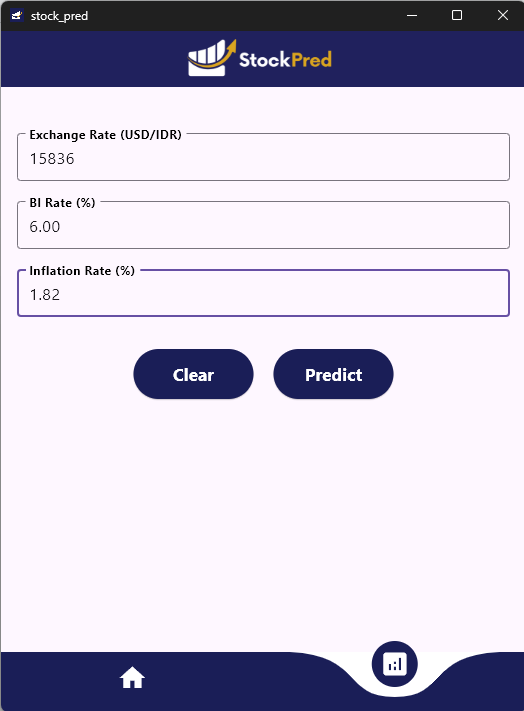 stock_pred
StockPred
Exchange Rate (USD/IDR)
15836
BI Rate (%)
6.00
Inflation Rate (%)
1.82
Clear Predict